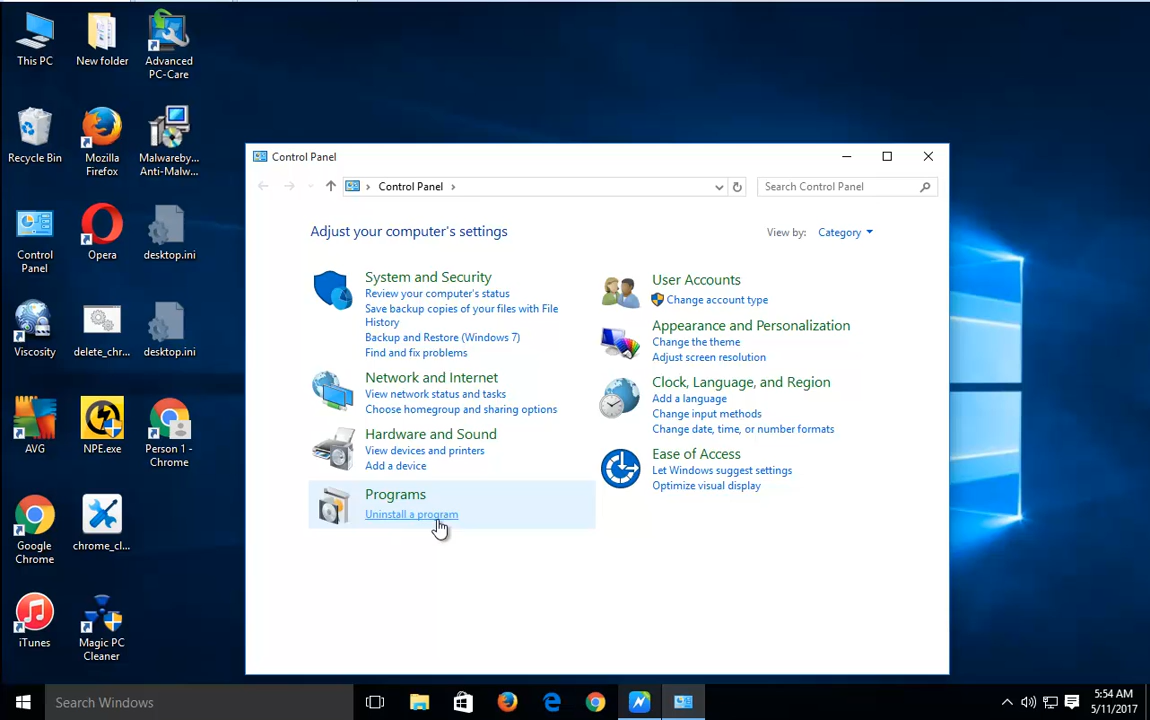 This PC
New folder
Advanced
PC-Care
Recycle Bin
Mozilla
Firefox
Malwareby...
Anti-Malw...
Control
Panel
Opera
desktop.ini
Viscosity
delete_chr...
desktop.ini
AVG
NPE.exe
Person 1 -
Chrome
Google
Chrome
chrome_cl...
iTunes
Magic PC
Cleaner
Control Panel
Control Panel
Search Control Panel
Adjust your computer's settings
View by: Category
System and Security
Review your computer's status
Save backup copies of your files with File
History
Backup and Restore (Windows 7)
Find and fix problems
Network and Internet
View network status and tasks
Choose homegroup and sharing options
Hardware and Sound
View devices and printers
Add a device
Programs
Uninstall a program
User Accounts
Change account type
Appearance and Personalization
Change the theme
Adjust screen resolution
Clock, Language, and Region
Add a language
Change input methods
Change date, time, or number formats
Ease of Access
Let Windows suggest settings
Optimize visual display
Search Windows
5:54 AM
5/11/2017